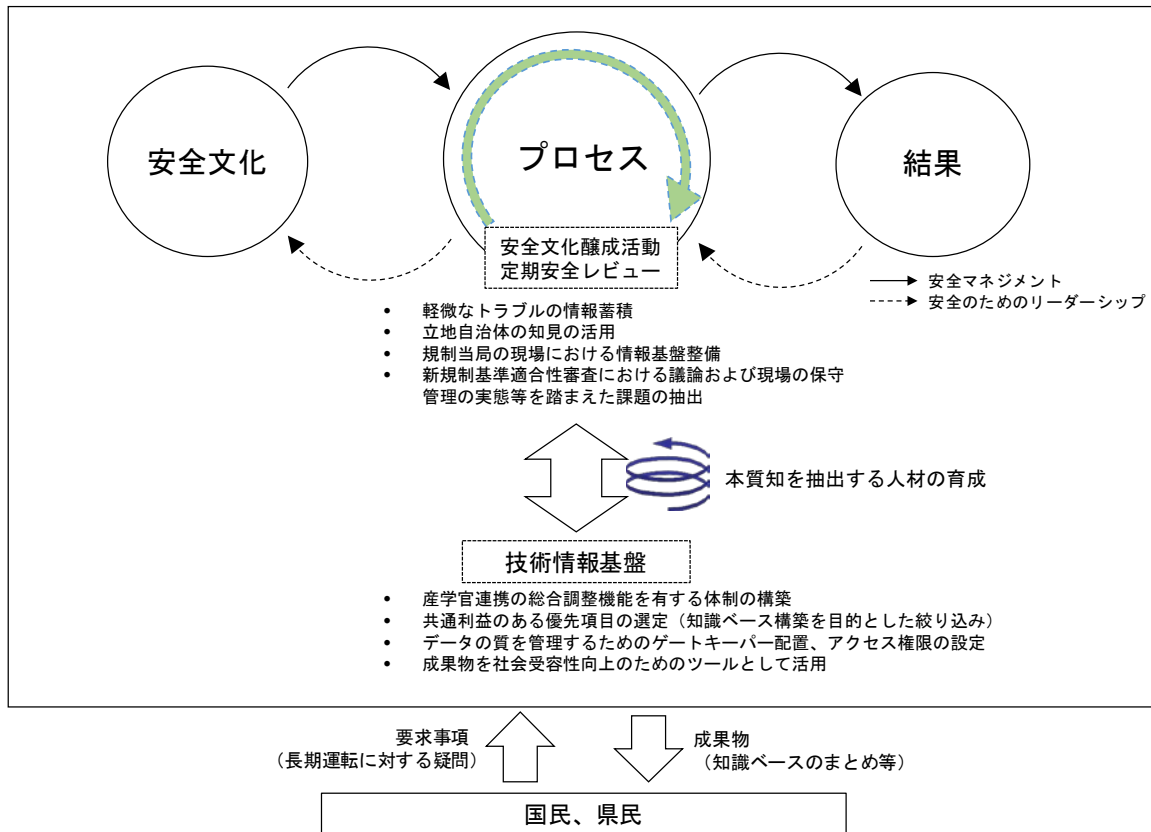 安全文化
プロセス
結果
安全文化醸成活動
定期安全レビュー
安全マネジメント
安全のためのリーダーシップ
• 軽微なトラブルの情報蓄積
• 立地自治体の知見の活用
• 規制当局の現場における情報基盤整備
• 新規制基準適合性審査における議論および現場の保守
管理の実態等を踏まえた課題の抽出
本質知を抽出する人材の育成
技術情報基盤
• 産学官連携の総合調整機能を有する体制の構築
• 共通利益のある優先項目の選定（知識ベース構築を目的とした絞り込み）
• データの質を管理するためのゲートキーパー配置、アクセス権限の設定
• 成果物を社会受容性向上のためのツールとして活用
要求事項
（長期運転に対する疑問）
成果物
（知識ベースのまとめ等）
国民、県民